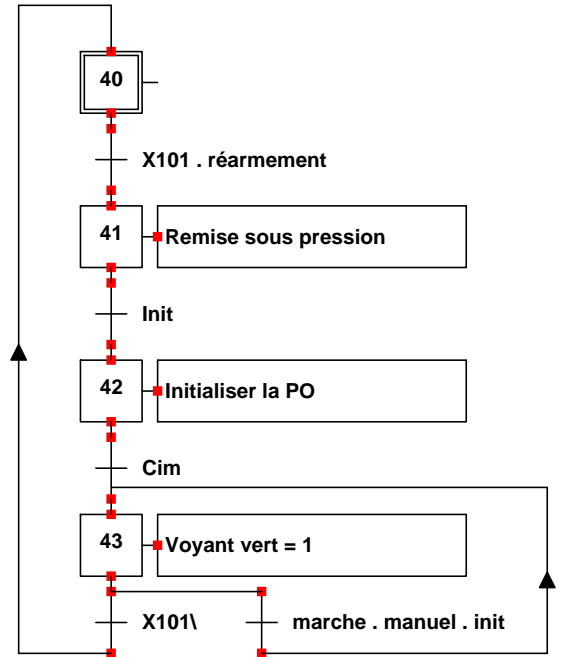 40
X101 . réarmement
41
Remise sous pression
Init
42
Initialiser la PO
Cim
43
Voyant vert = 1
X101\
marche . manuel . init